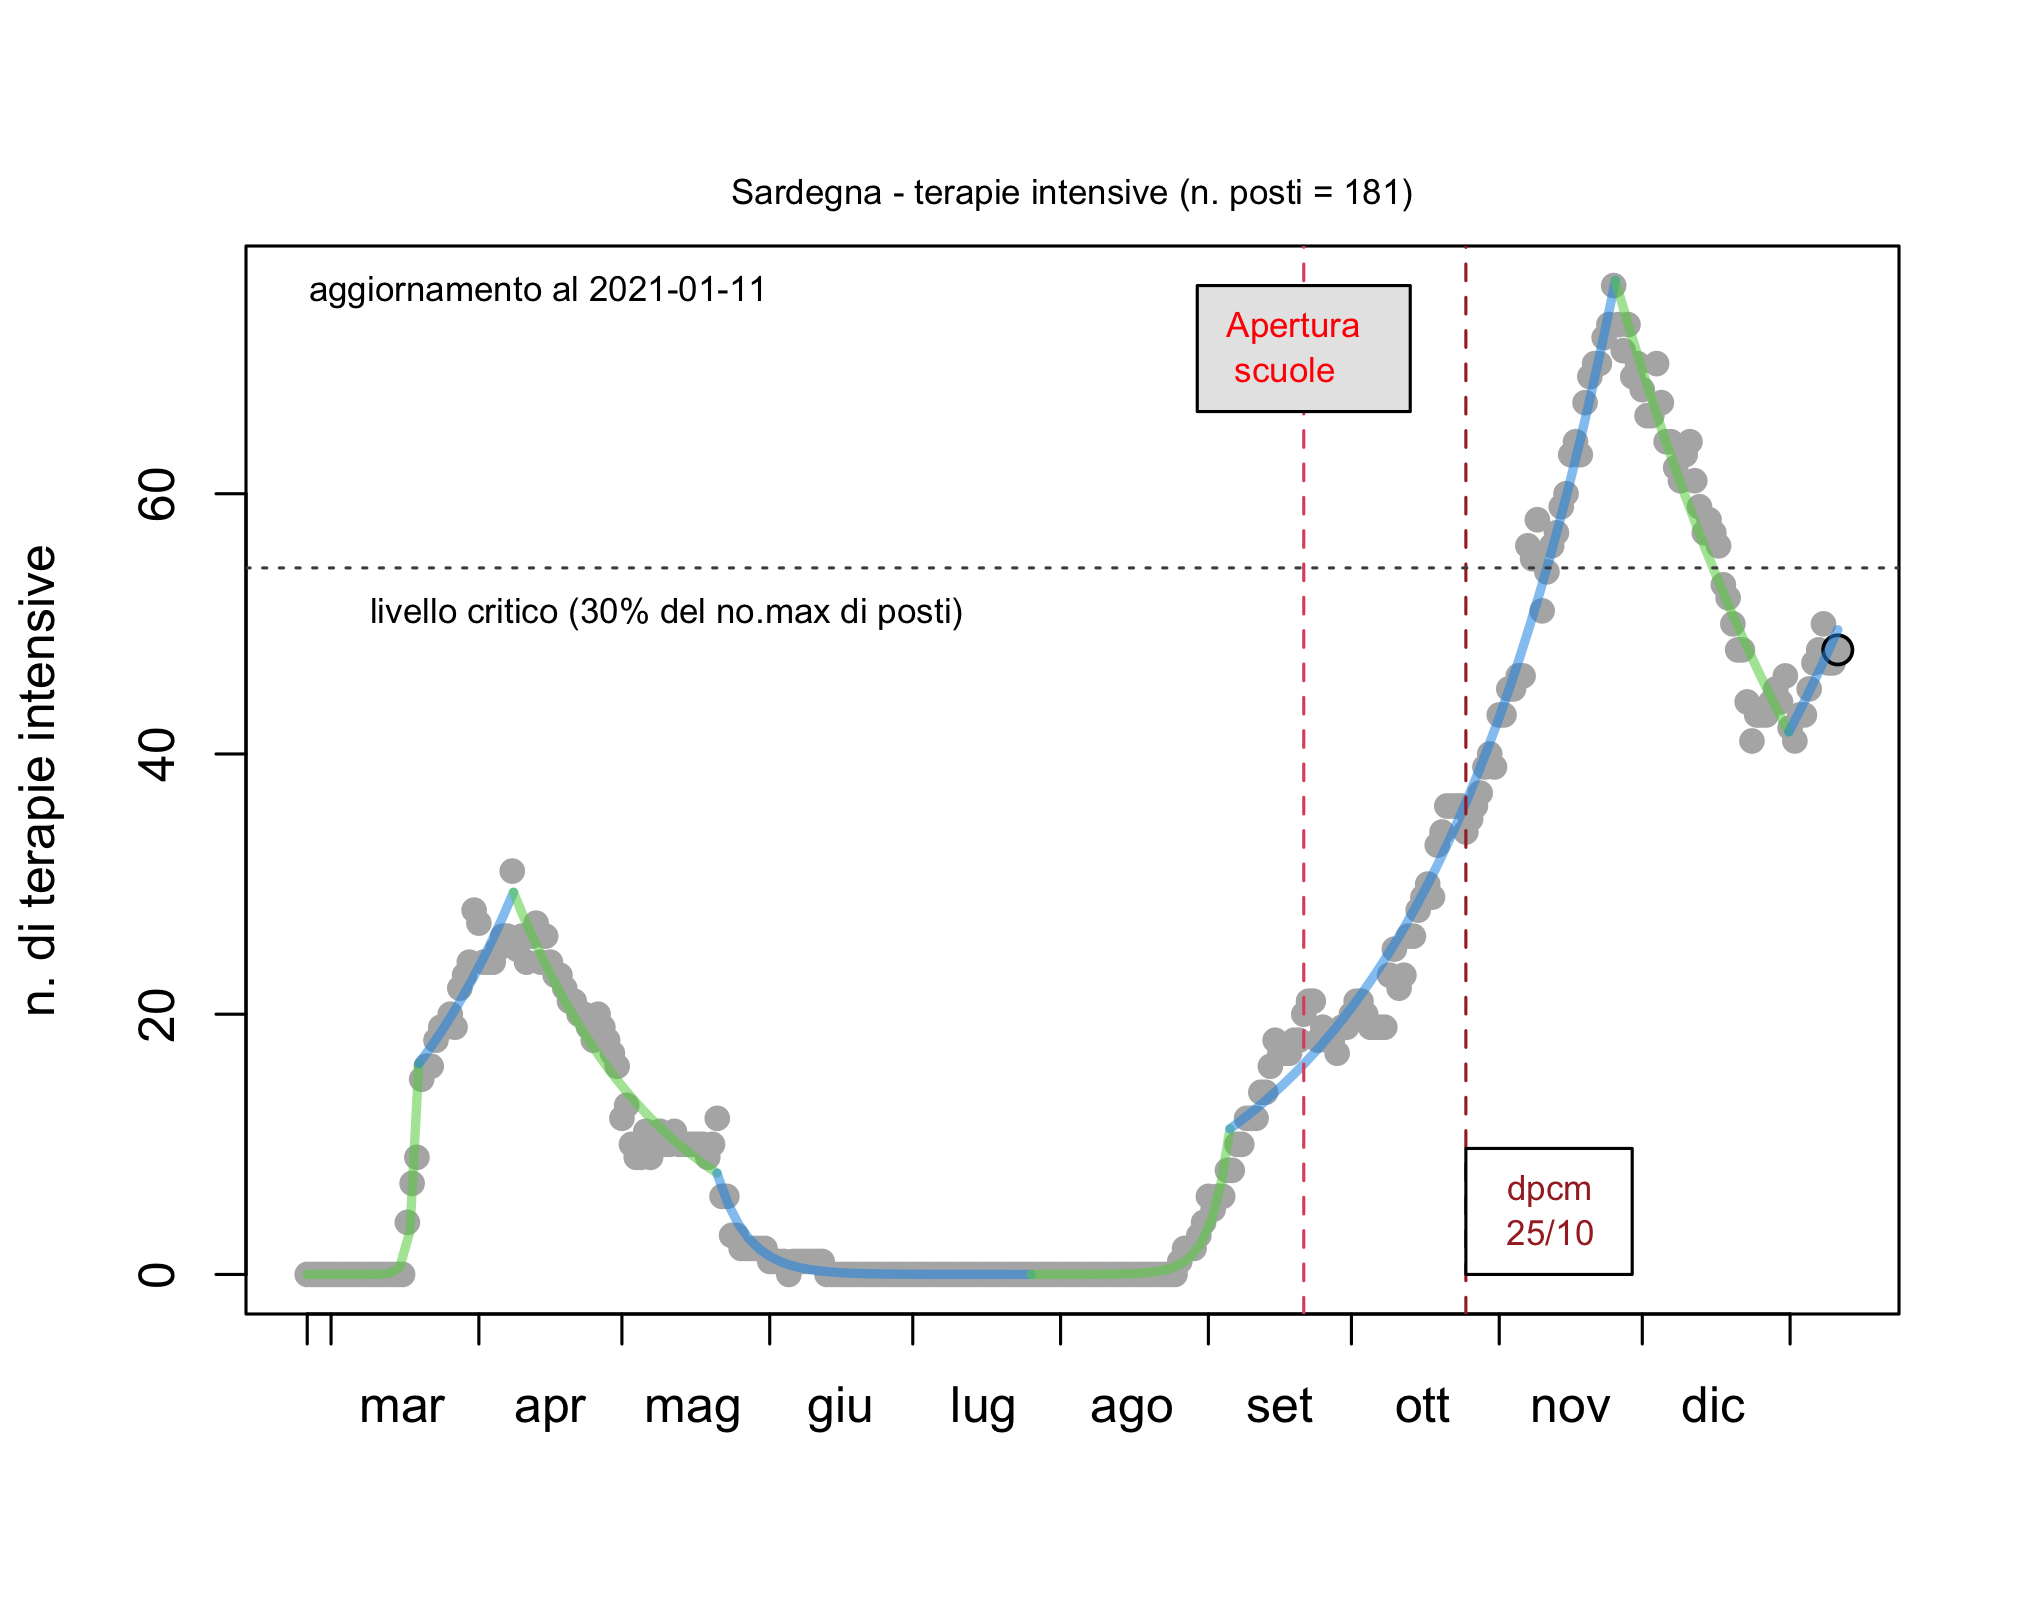 Sardegna - terapie intensive (n. posti = 181)
aggiornamento al 2021-01-11
Apertura
scuole
livello critico (30% del no.max di posti)
dpcm
25/10
n. di terapie intensive
60
40
20
0
mar apr mag giu lug ago set ott nov dic